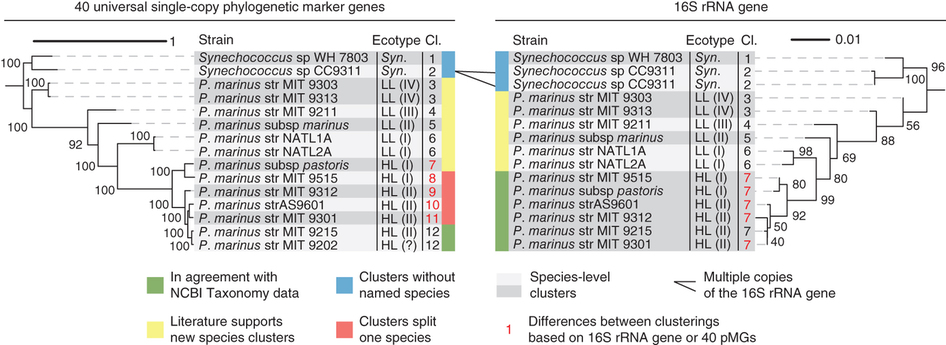 40 universal single-copy phylogenetic marker genes
1
Strain Ecotype Cl.
Synechococcus sp WH 7803 Syn. 1
Synechococcus sp CC9311 Syn. 2
P. marinus str MIT 9303 LL (IV) 3
P. marinus str MIT 9313 LL (IV) 3
P. marinus str MIT 9211 LL (III) 4
P. marinus subsp marinus LL (II) 5
P. marinus str NATL1A LL (I) 6
P. marinus str NATL2A LL (I) 6
P. marinus subsp pastoris HL (I) 7
P. marinus str MIT 9515 HL (I) 8
P. marinus str MIT 9312 HL (II) 9
P. marinus strAS9601 HL (II) 10
P. marinus str MIT 9301 HL (II) 11
P. marinus str MIT 9215 HL (II) 12
P. marinus str MIT 9202 HL (?) 12
100
100
100
92
100
100
100
100
100
100
100
100
16S rRNA gene
0.01
Strain Ecotype Cl.
Synechococcus sp WH 7803 Syn. 1
Synechococcus sp CC9311 Syn. 2
Synechococcus sp CC9311 Syn. 2
P. marinus str MIT 9303 LL (IV) 3
P. marinus str MIT 9313 LL (IV) 3
P. marinus str MIT 9211 LL (III) 4
P. marinus subsp marinus LL (II) 5
P. marinus str NATL1A LL (I) 6
P. marinus str NATL2A LL (I) 6
P. marinus str MIT 9515 HL (I) 7
P. marinus subsp pastoris HL (I) 7
P. marinus strAS9601 HL (II) 7
P. marinus str MIT 9312 HL (II) 7
P. marinus str MIT 9215 HL (II) 7
P. marinus str MIT 9301 HL (II) 7
96
100
56
88
69
98
80
99
92
50
40
In agreement with
NCBI Taxonomy data
Literature supports
new species clusters
Clusters without
named species
Clusters split
one species
Species-level
clusters
Multiple copies
of the 16S rRNA gene
1 Differences between clusterings
based on 16S rRNA gene or 40 pMGs